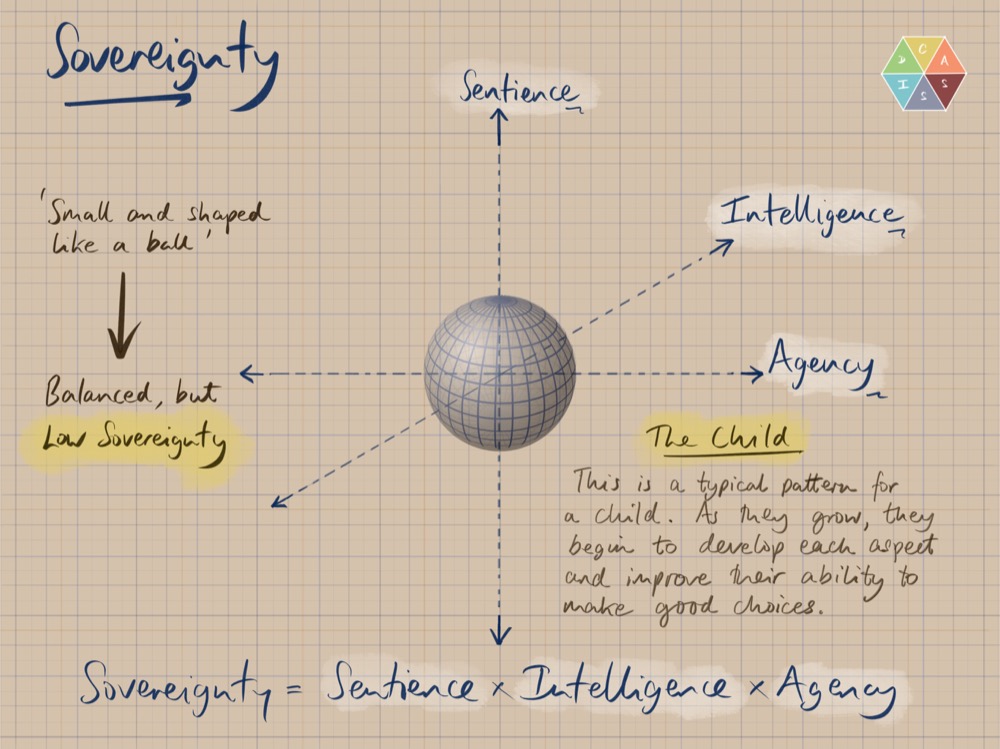 Sovereignty
D C A
I S S
Sentience
Intelligence
'Small and shaped
like a ball'
Agency
Balanced, but
Low Sovereignty
The Child
This is a typical pattern for
a child. As they grow, they
begin to develop each aspect
and improve their ability to
make good choices.
Sovereignty = Sentience x Intelligence x Agency